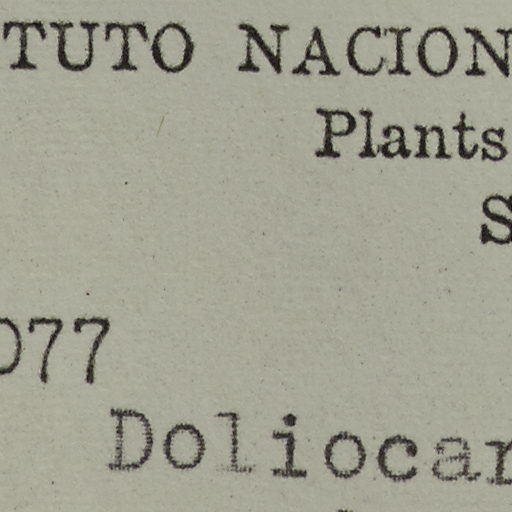 TUTO NACION
Plants
S
077
Doliocar